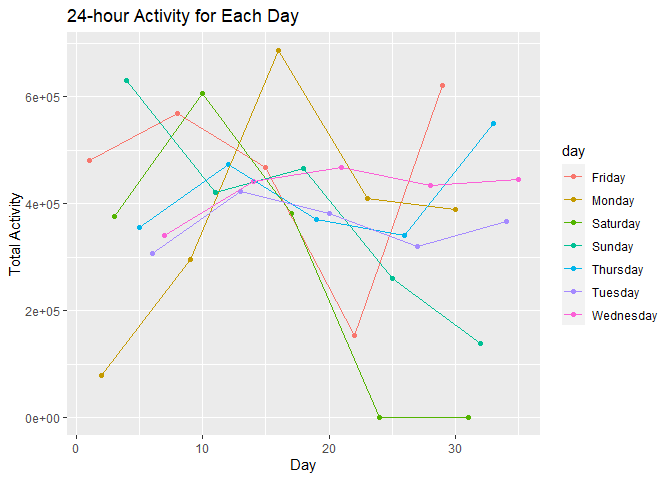 24-hour Activity for Each Day
Total Activity
6e+05
4e+05
2e+05
0e+00
0
10
20
30
Day
day
Friday
Monday
Saturday
Sunday
Thursday
Tuesday
Wednesday